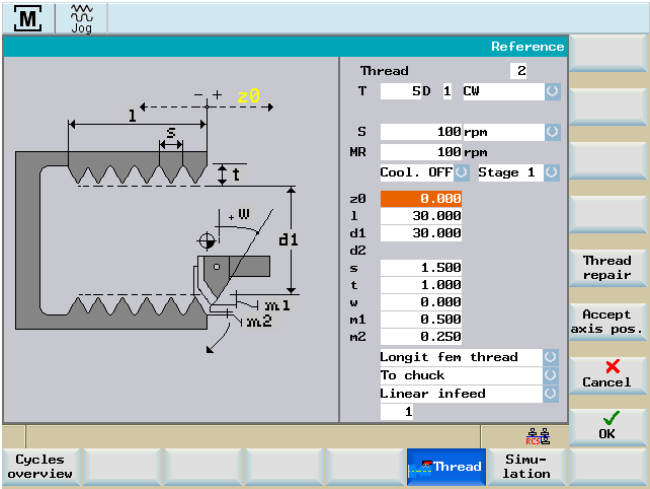 M
Jog
Reference
Thread 2
T 5D 1 CW
S 100 rpm
MR 100 rpm
Cool. OFF Stage 1
z0 0.000
l 30.000
d1 30.000
d2
s 1.500
t 1.000
w 0.000
m1 0.500
m2 0.250
Longit fem thread
To chuck
Linear infeed
1
- + z0
l
s
t
+ W
d1
m1
m2
Thread
repair
Accept
axis pos.
Cancel
OK
RCS
Cycles
overview
Thread
Simu-
lation